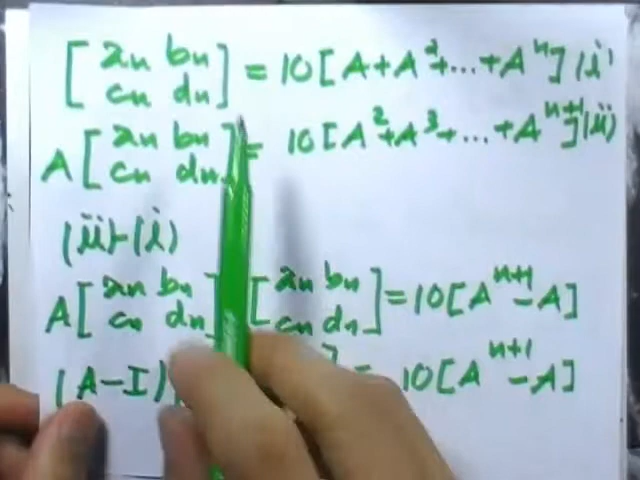 [an bn
cn dn] = 10[A+A²+...+Aⁿ] (i)
A[an bn
cn dn] = 10[A²+A³+...+Aⁿ⁺¹] (ii)
(ii)-(i)
A[an bn
cn dn] [an bn
cn dn] = 10[Aⁿ⁺¹-A]
(A-I) ] = 10[Aⁿ⁺¹-A]